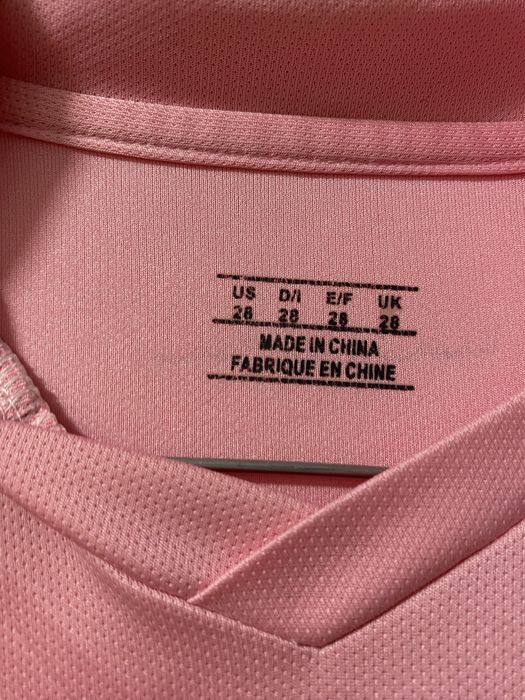 US D/I E/F UK
28 28 28 28
MADE IN CHINA
FABRIQUE EN CHINE